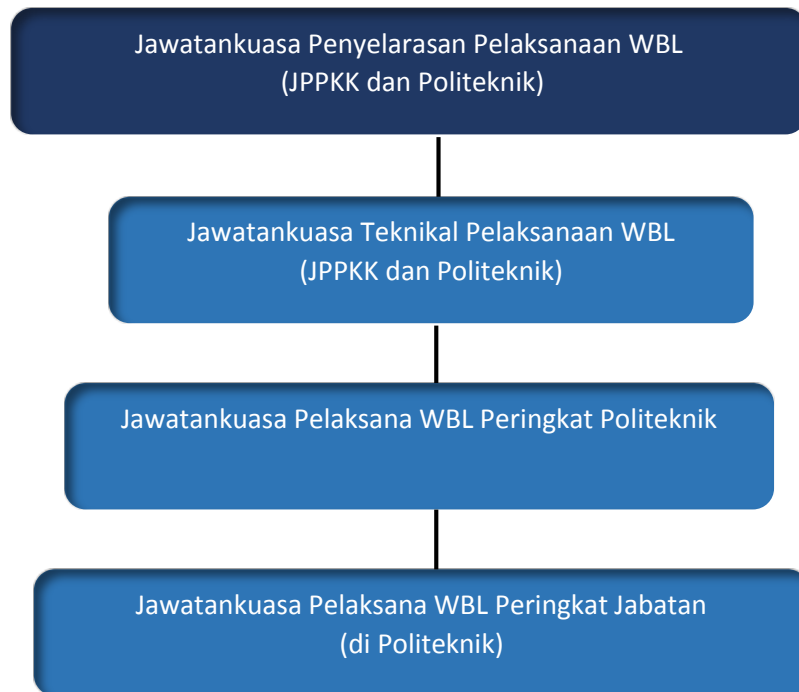 Jawatankuasa Penyelarasan Pelaksanaan WBL
(JPPKK dan Politeknik)
Jawatankuasa Teknikal Pelaksanaan WBL
(JPPKK dan Politeknik)
Jawatankuasa Pelaksana WBL Peringkat Politeknik
Jawatankuasa Pelaksana WBL Peringkat Jabatan
(di Politeknik)